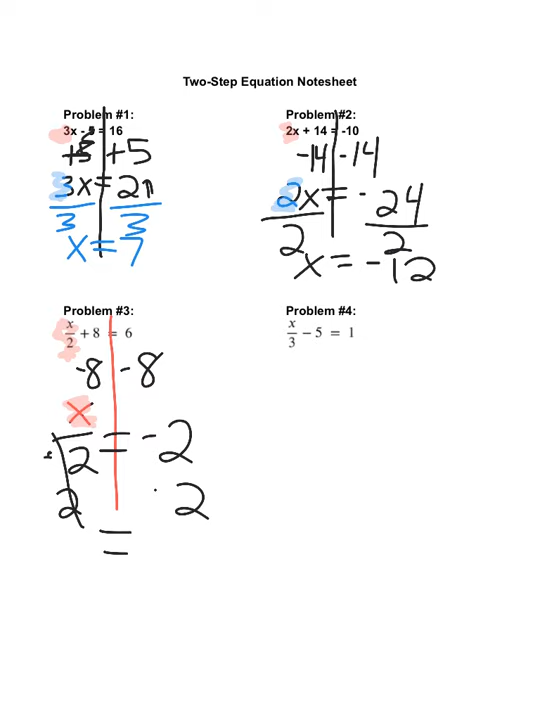 Two-Step Equation Notesheet
Problem #1:
3x - 5 = 16
+5 +5
3x = 21
3 3
x = 7
Problem #2:
2x + 14 = -10
-14 -14
2x = -24
2 2
x = -12
Problem #3:
x/2 + 8 = 6
-8 -8
x
2 = -2
2 · 2
=
Problem #4:
x/3 - 5 = 1